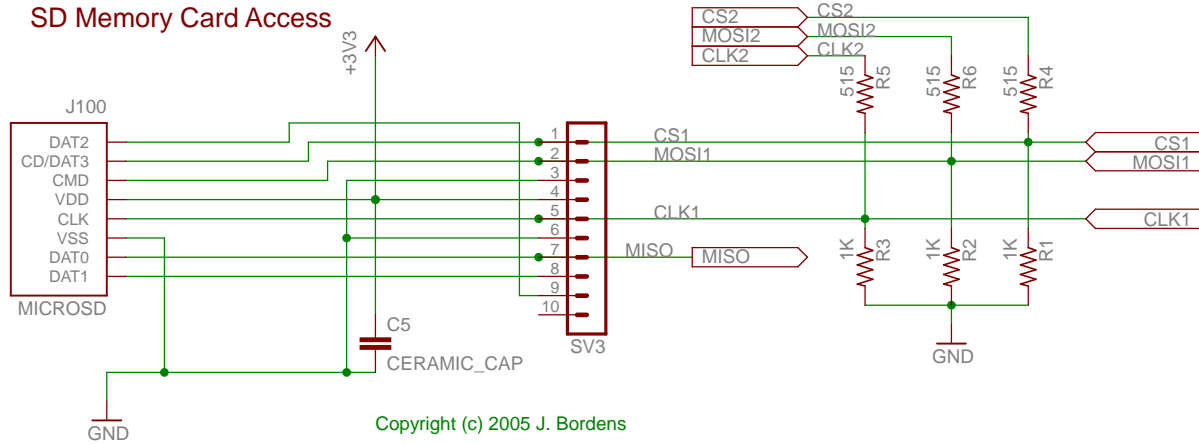 SD Memory Card Access
CS2
CS2
MOSI2
MOSI2
CLK2
CLK2
+3V3
515
R5
515
R6
515
R4
J100
DAT2
CD/DAT3
CMD
VDD
CLK
VSS
DAT0
DAT1
MICROSD
1
2
3
4
5
6
7
8
9
10
SV3
CS1
CS1
MOSI1
MOSI1
CLK1
CLK1
MISO
MISO
1K
R3
1K
R2
1K
R1
C5
CERAMIC_CAP
GND
GND
Copyright (c) 2005 J. Bordens